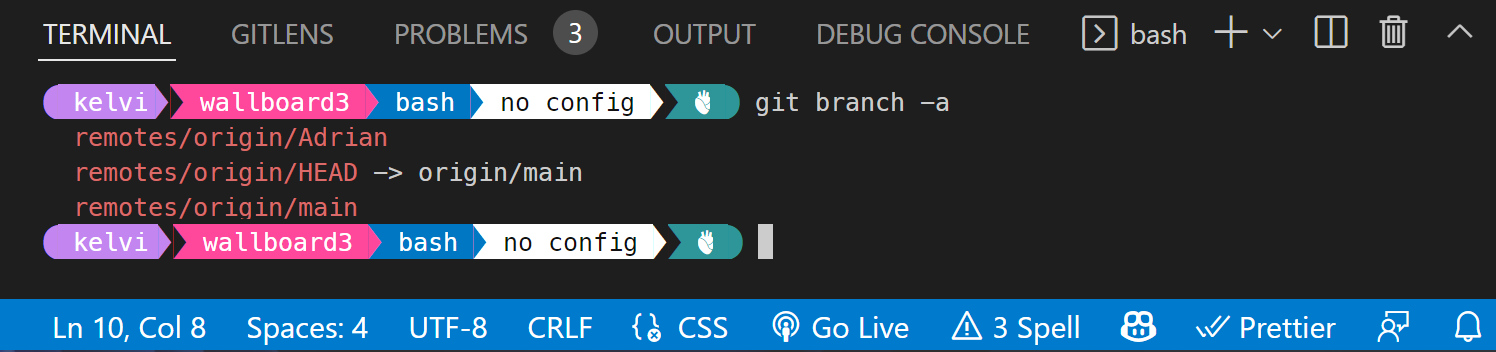 TERMINAL GITLENS PROBLEMS 3 OUTPUT DEBUG CONSOLE bash
kelvi wallboard3 bash no config git branch -a
remotes/origin/Adrian
remotes/origin/HEAD -> origin/main
remotes/origin/main
kelvi wallboard3 bash no config
Ln 10, Col 8 Spaces: 4 UTF-8 CRLF CSS Go Live 3 Spell Prettier